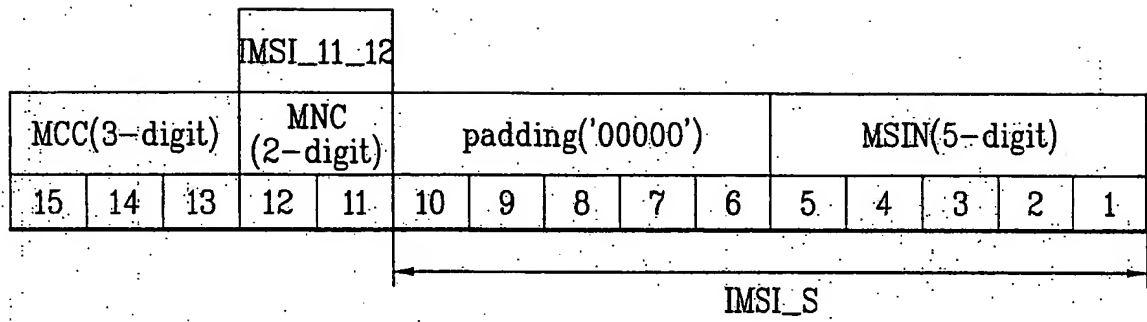 IMSI_11_12
MCC(3-digit) MNC (2-digit) padding('00000') MSIN(5-digit)
15 14 13 12 11 10 9 8 7 6 5 4 3 2 1
IMSI_S